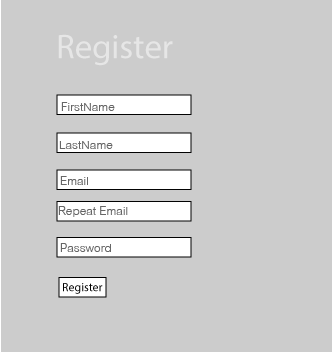 Register
FirstName
LastName
Email
Repeat Email
Password
Register